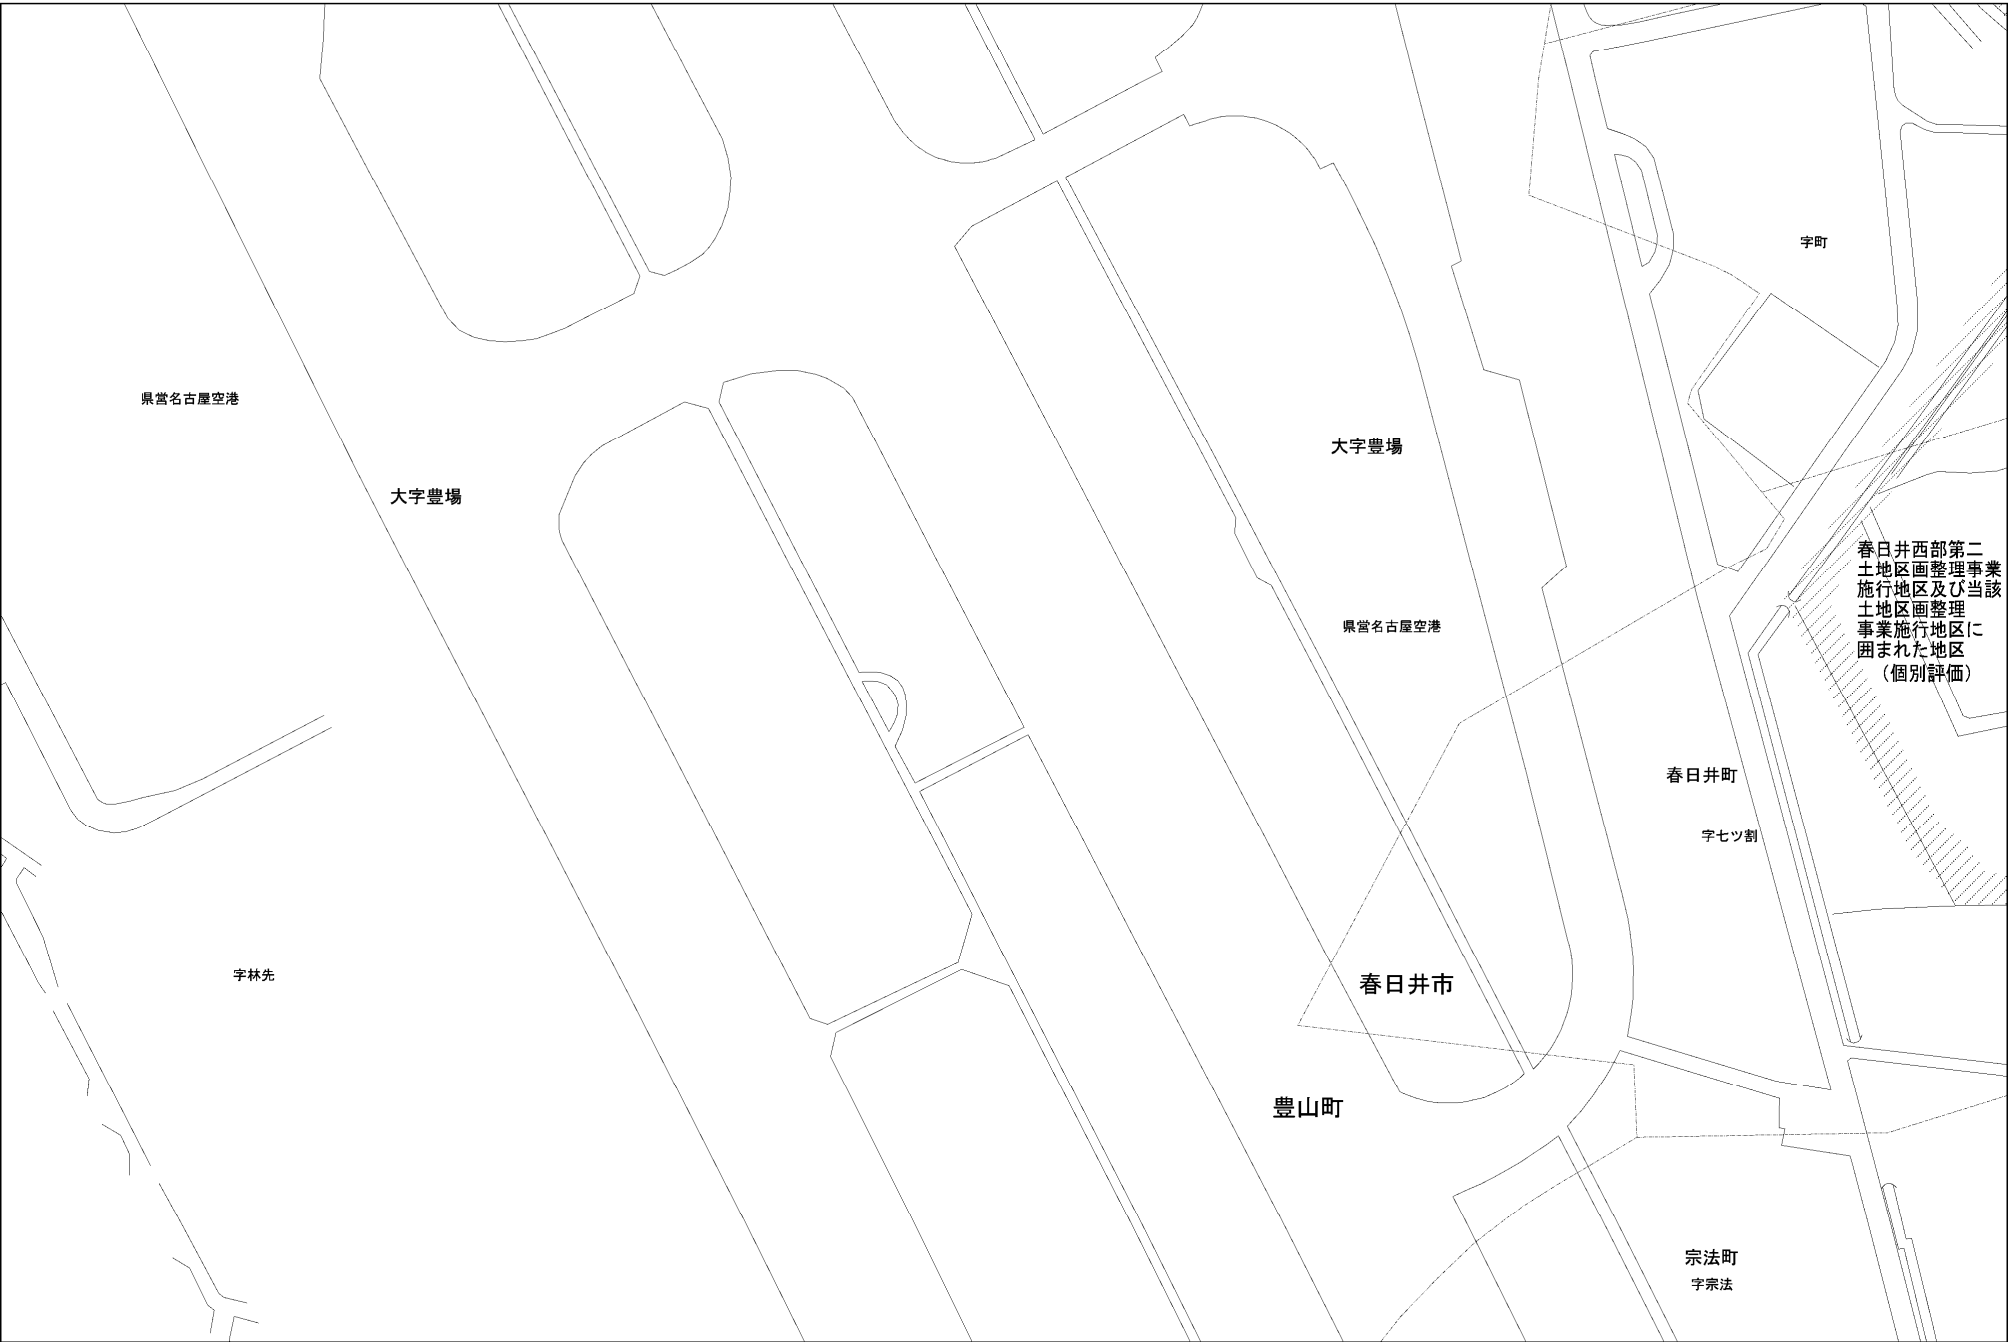 字町
県営名古屋空港
大字豊場
大字豊場
春日井西部第二
土地区画整理事業
施行地区及び当該
土地区画整理
事業施行地区に
囲まれた地区
（個別評価）
県営名古屋空港
春日井町
字七ツ割
字林先
春日井市
豊山町
宗法町
字宗法